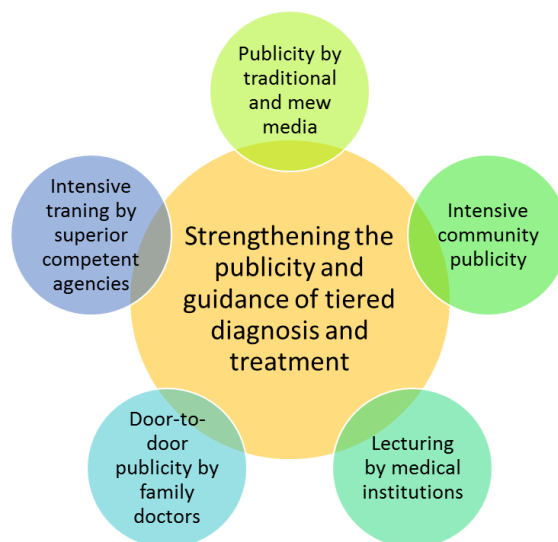 Publicity by
traditional
and mew
media
Intensive
traning by
superior
competent
agencies
Strengthening the
publicity and
guidance of tiered
diagnosis and
treatment
Intensive
community
publicity
Door-to-
door
publicity by
family
doctors
Lecturing
by medical
institutions